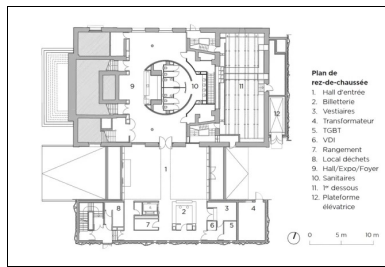 Plan de
rez-de-chaussée
1. Hall d'entrée
2. Billetterie
3. Vestiaires
4. Transformateur
5. TGBT
6. VDI
7. Rangement
8. Local déchets
9. Hall/Expo/Foyer
10. Sanitaires
11. 1er dessous
12. Plateforme
élévatrice
9
10
11
12
1
8
7
2
3
6
5
4
0 5 m 10 m